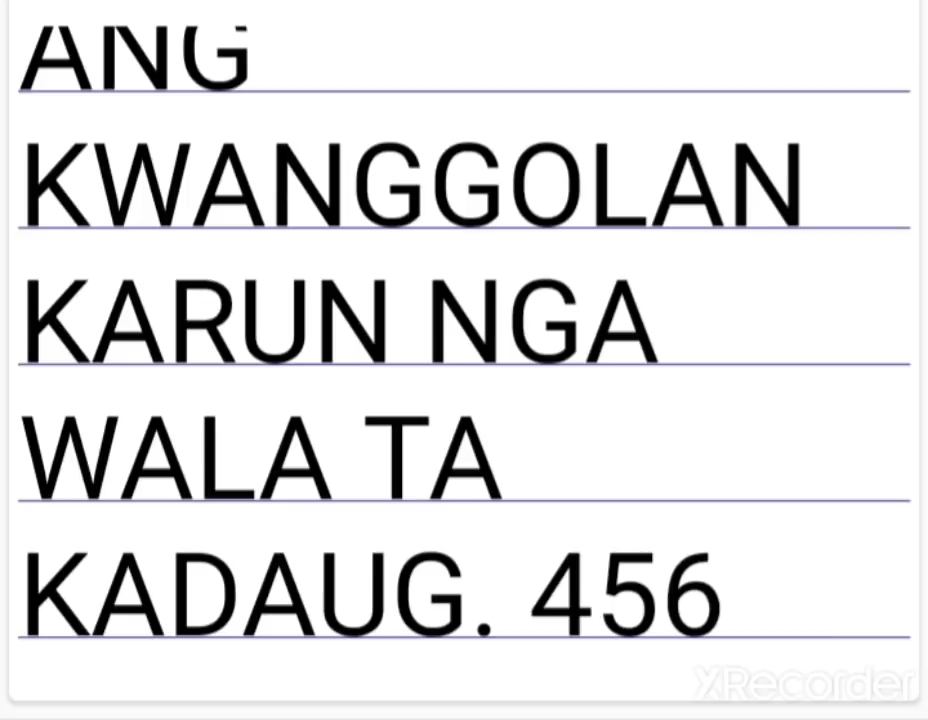 ANG
KWANGGOLAN
KARUN NGA
WALA TA
KADAUG. 456
XRecorder